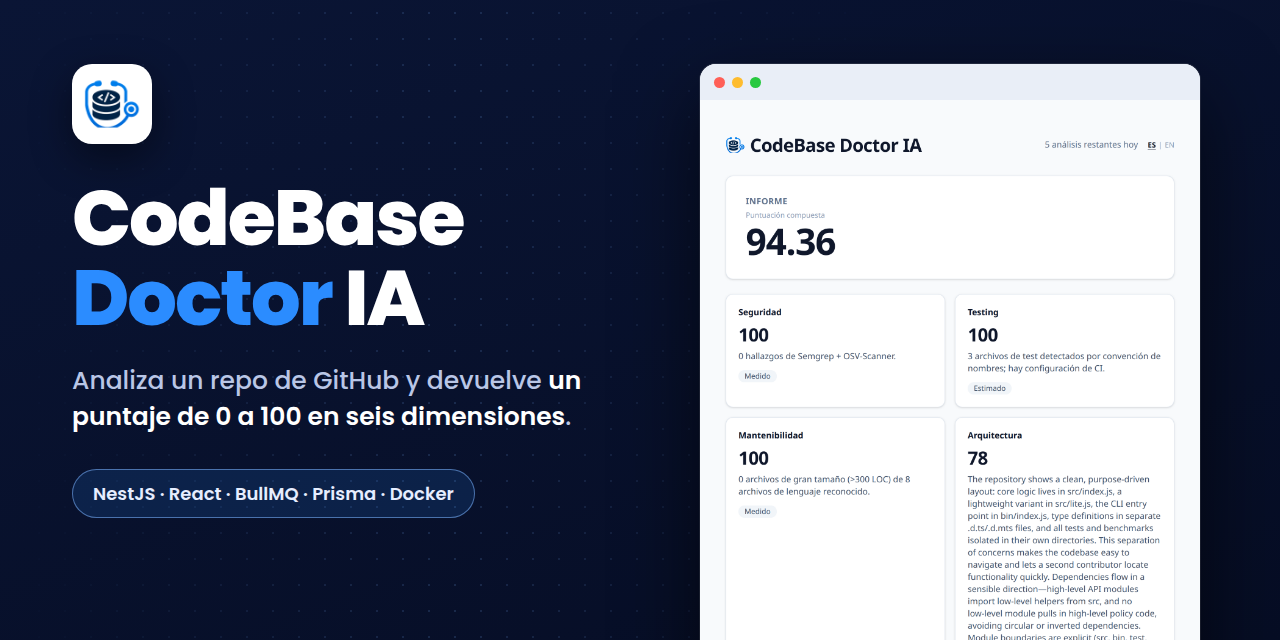 </>
CodeBase
Doctor IA
Analiza un repo de GitHub y devuelve un
puntaje de 0 a 100 en seis dimensiones.
NestJS · React · BullMQ · Prisma · Docker
CodeBase Doctor IA
5 análisis restantes hoy ES | EN
INFORME
Puntuación compuesta
94.36
Seguridad
100
0 hallazgos de Semgrep + OSV-Scanner.
Medido
Testing
100
3 archivos de test detectados por convención de
nombres; hay configuración de CI.
Estimado
Mantenibilidad
100
0 archivos de gran tamaño (>300 LOC) de 8
archivos de lenguaje reconocido.
Medido
Arquitectura
78
The repository shows a clean, purpose-driven
layout: core logic lives in src/index.js, a
lightweight variant in src/lite.js, the CLI entry
point in bin/index.js, type definitions in separate
.d.ts/.d.mts files, and all tests and benchmarks
isolated in their own directories. This separation
of concerns makes the codebase easy to
navigate and lets a second contributor locate
functionality quickly. Dependencies flow in a
sensible direction—high-level API modules
import low-level helpers from src, and no
low-level module pulls in high-level policy code,
avoiding circular or inverted dependencies.
Module boundaries are explicit (src, bin, test,